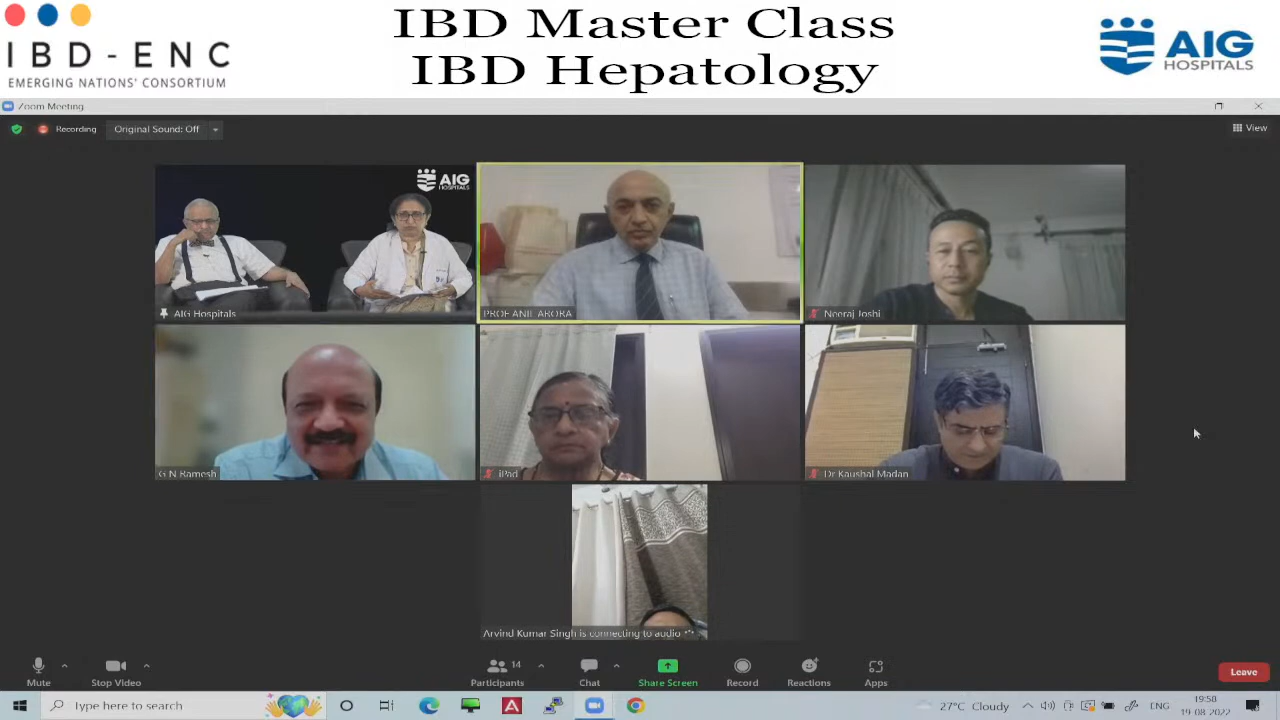 IBD Master Class
IBD Hepatology
IBD-ENC
EMERGING NATIONS' CONSORTIUM
AIG
HOSPITALS
Zoom Meeting
Recording
Original Sound: Off
View
AIG
HOSPITALS
AIG Hospitals
PROF ANIL ARORA
Neeraj Joshi
G N Ramesh
iPad
Dr Kaushal Madan
Arvind Kumar Singh is connecting to audio
Mute
Stop Video
14
Participants
Chat
Share Screen
Record
Reactions
Apps
Leave
Type here to search
27°C Cloudy
ENG
19:58
19-08-2022